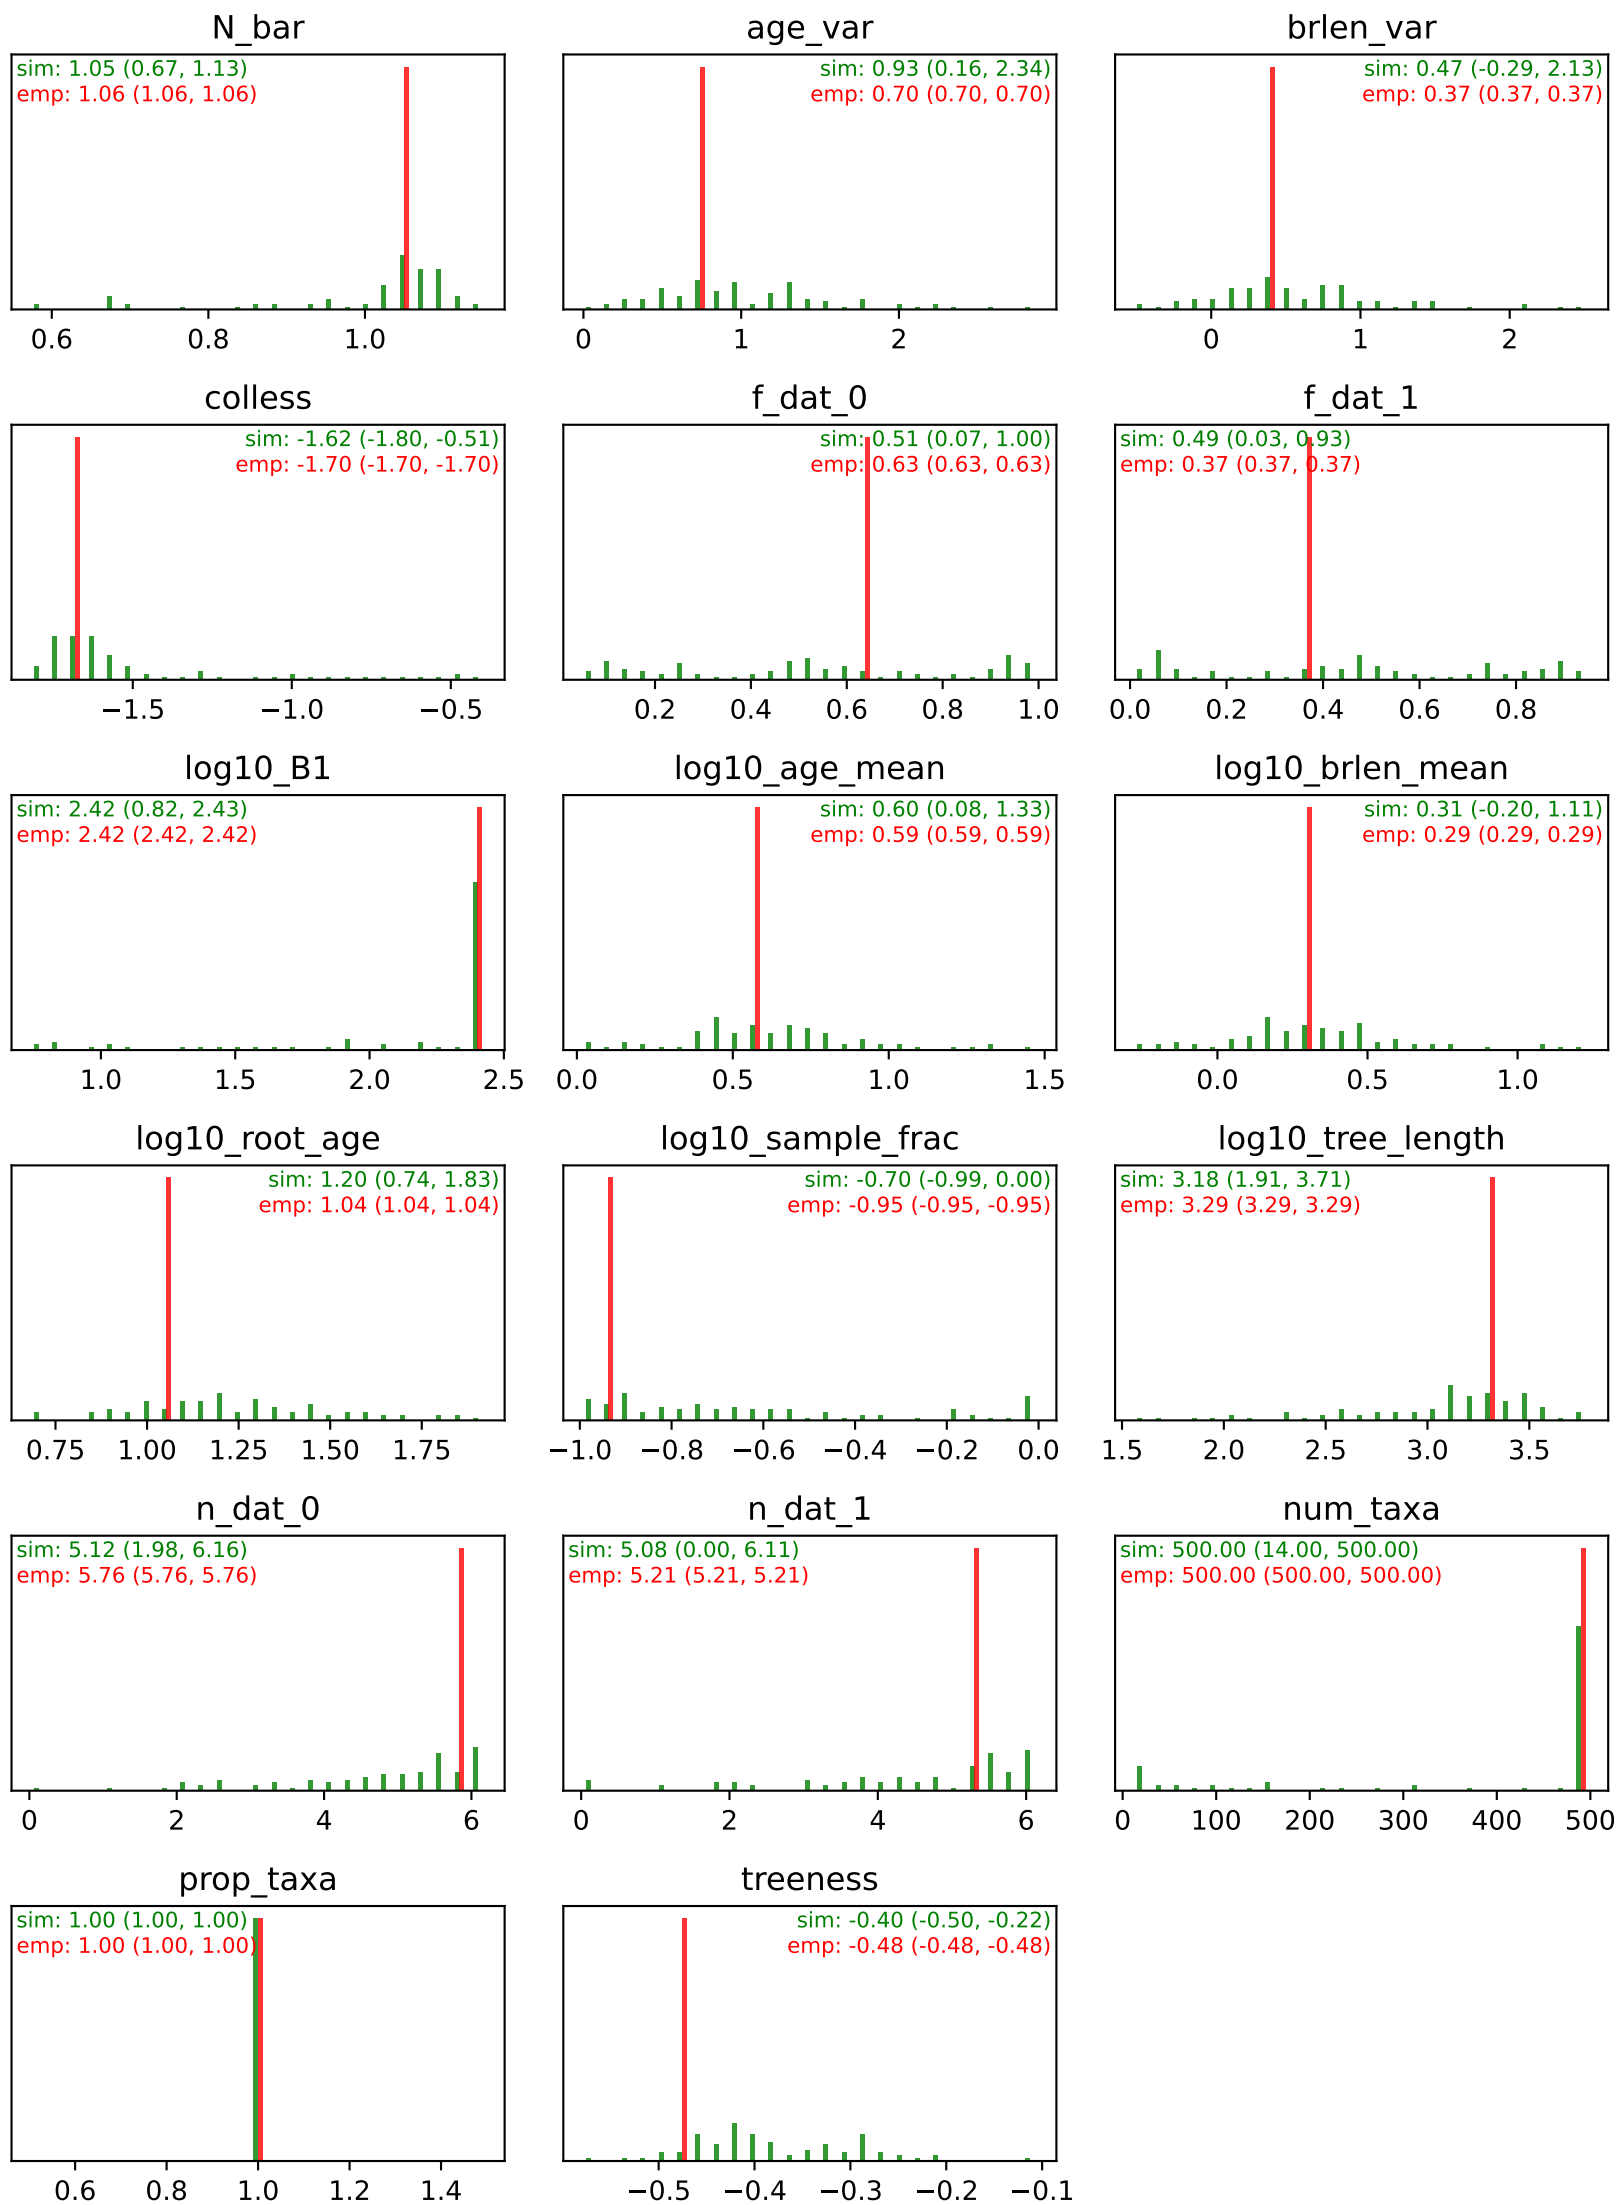 N_bar
sim: 1.05 (0.67, 1.13)
emp: 1.06 (1.06, 1.06)
0.6 0.8 1.0
age_var
sim: 0.93 (0.16, 2.34)
emp: 0.70 (0.70, 0.70)
0 1 2
brlen_var
sim: 0.47 (-0.29, 2.13)
emp: 0.37 (0.37, 0.37)
0 1 2
colless
sim: -1.62 (-1.80, -0.51)
emp: -1.70 (-1.70, -1.70)
−1.5 −1.0 −0.5
f_dat_0
sim: 0.51 (0.07, 1.00)
emp: 0.63 (0.63, 0.63)
0.2 0.4 0.6 0.8 1.0
f_dat_1
sim: 0.49 (0.03, 0.93)
emp: 0.37 (0.37, 0.37)
0.0 0.2 0.4 0.6 0.8
log10_B1
sim: 2.42 (0.82, 2.43)
emp: 2.42 (2.42, 2.42)
1.0 1.5 2.0 2.5
log10_age_mean
sim: 0.60 (0.08, 1.33)
emp: 0.59 (0.59, 0.59)
0.0 0.5 1.0 1.5
log10_brlen_mean
sim: 0.31 (-0.20, 1.11)
emp: 0.29 (0.29, 0.29)
0.0 0.5 1.0
log10_root_age
sim: 1.20 (0.74, 1.83)
emp: 1.04 (1.04, 1.04)
0.75 1.00 1.25 1.50 1.75
log10_sample_frac
sim: -0.70 (-0.99, 0.00)
emp: -0.95 (-0.95, -0.95)
−1.0 −0.8 −0.6 −0.4 −0.2 0.0
log10_tree_length
sim: 3.18 (1.91, 3.71)
emp: 3.29 (3.29, 3.29)
1.5 2.0 2.5 3.0 3.5
n_dat_0
sim: 5.12 (1.98, 6.16)
emp: 5.76 (5.76, 5.76)
0 2 4 6
n_dat_1
sim: 5.08 (0.00, 6.11)
emp: 5.21 (5.21, 5.21)
0 2 4 6
num_taxa
sim: 500.00 (14.00, 500.00)
emp: 500.00 (500.00, 500.00)
0 100 200 300 400 500
prop_taxa
sim: 1.00 (1.00, 1.00)
emp: 1.00 (1.00, 1.00)
0.6 0.8 1.0 1.2 1.4
treeness
sim: -0.40 (-0.50, -0.22)
emp: -0.48 (-0.48, -0.48)
−0.5 −0.4 −0.3 −0.2 −0.1